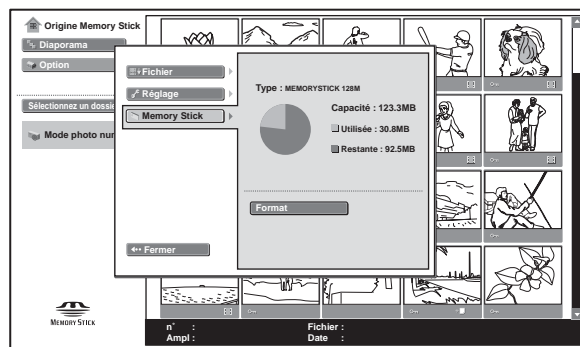 Origine Memory Stick
Diaporama
Option
Sélectionnez un dossie
Mode photo nur
Fichier
Réglage
Memory Stick
Fermer
Type : MEMORYSTICK 128M
Capacité : 123.3MB
Utilisée : 30.8MB
Restante : 92.5MB
Format
MEMORY STICK
n° :
Ampl :
Fichier :
Date :